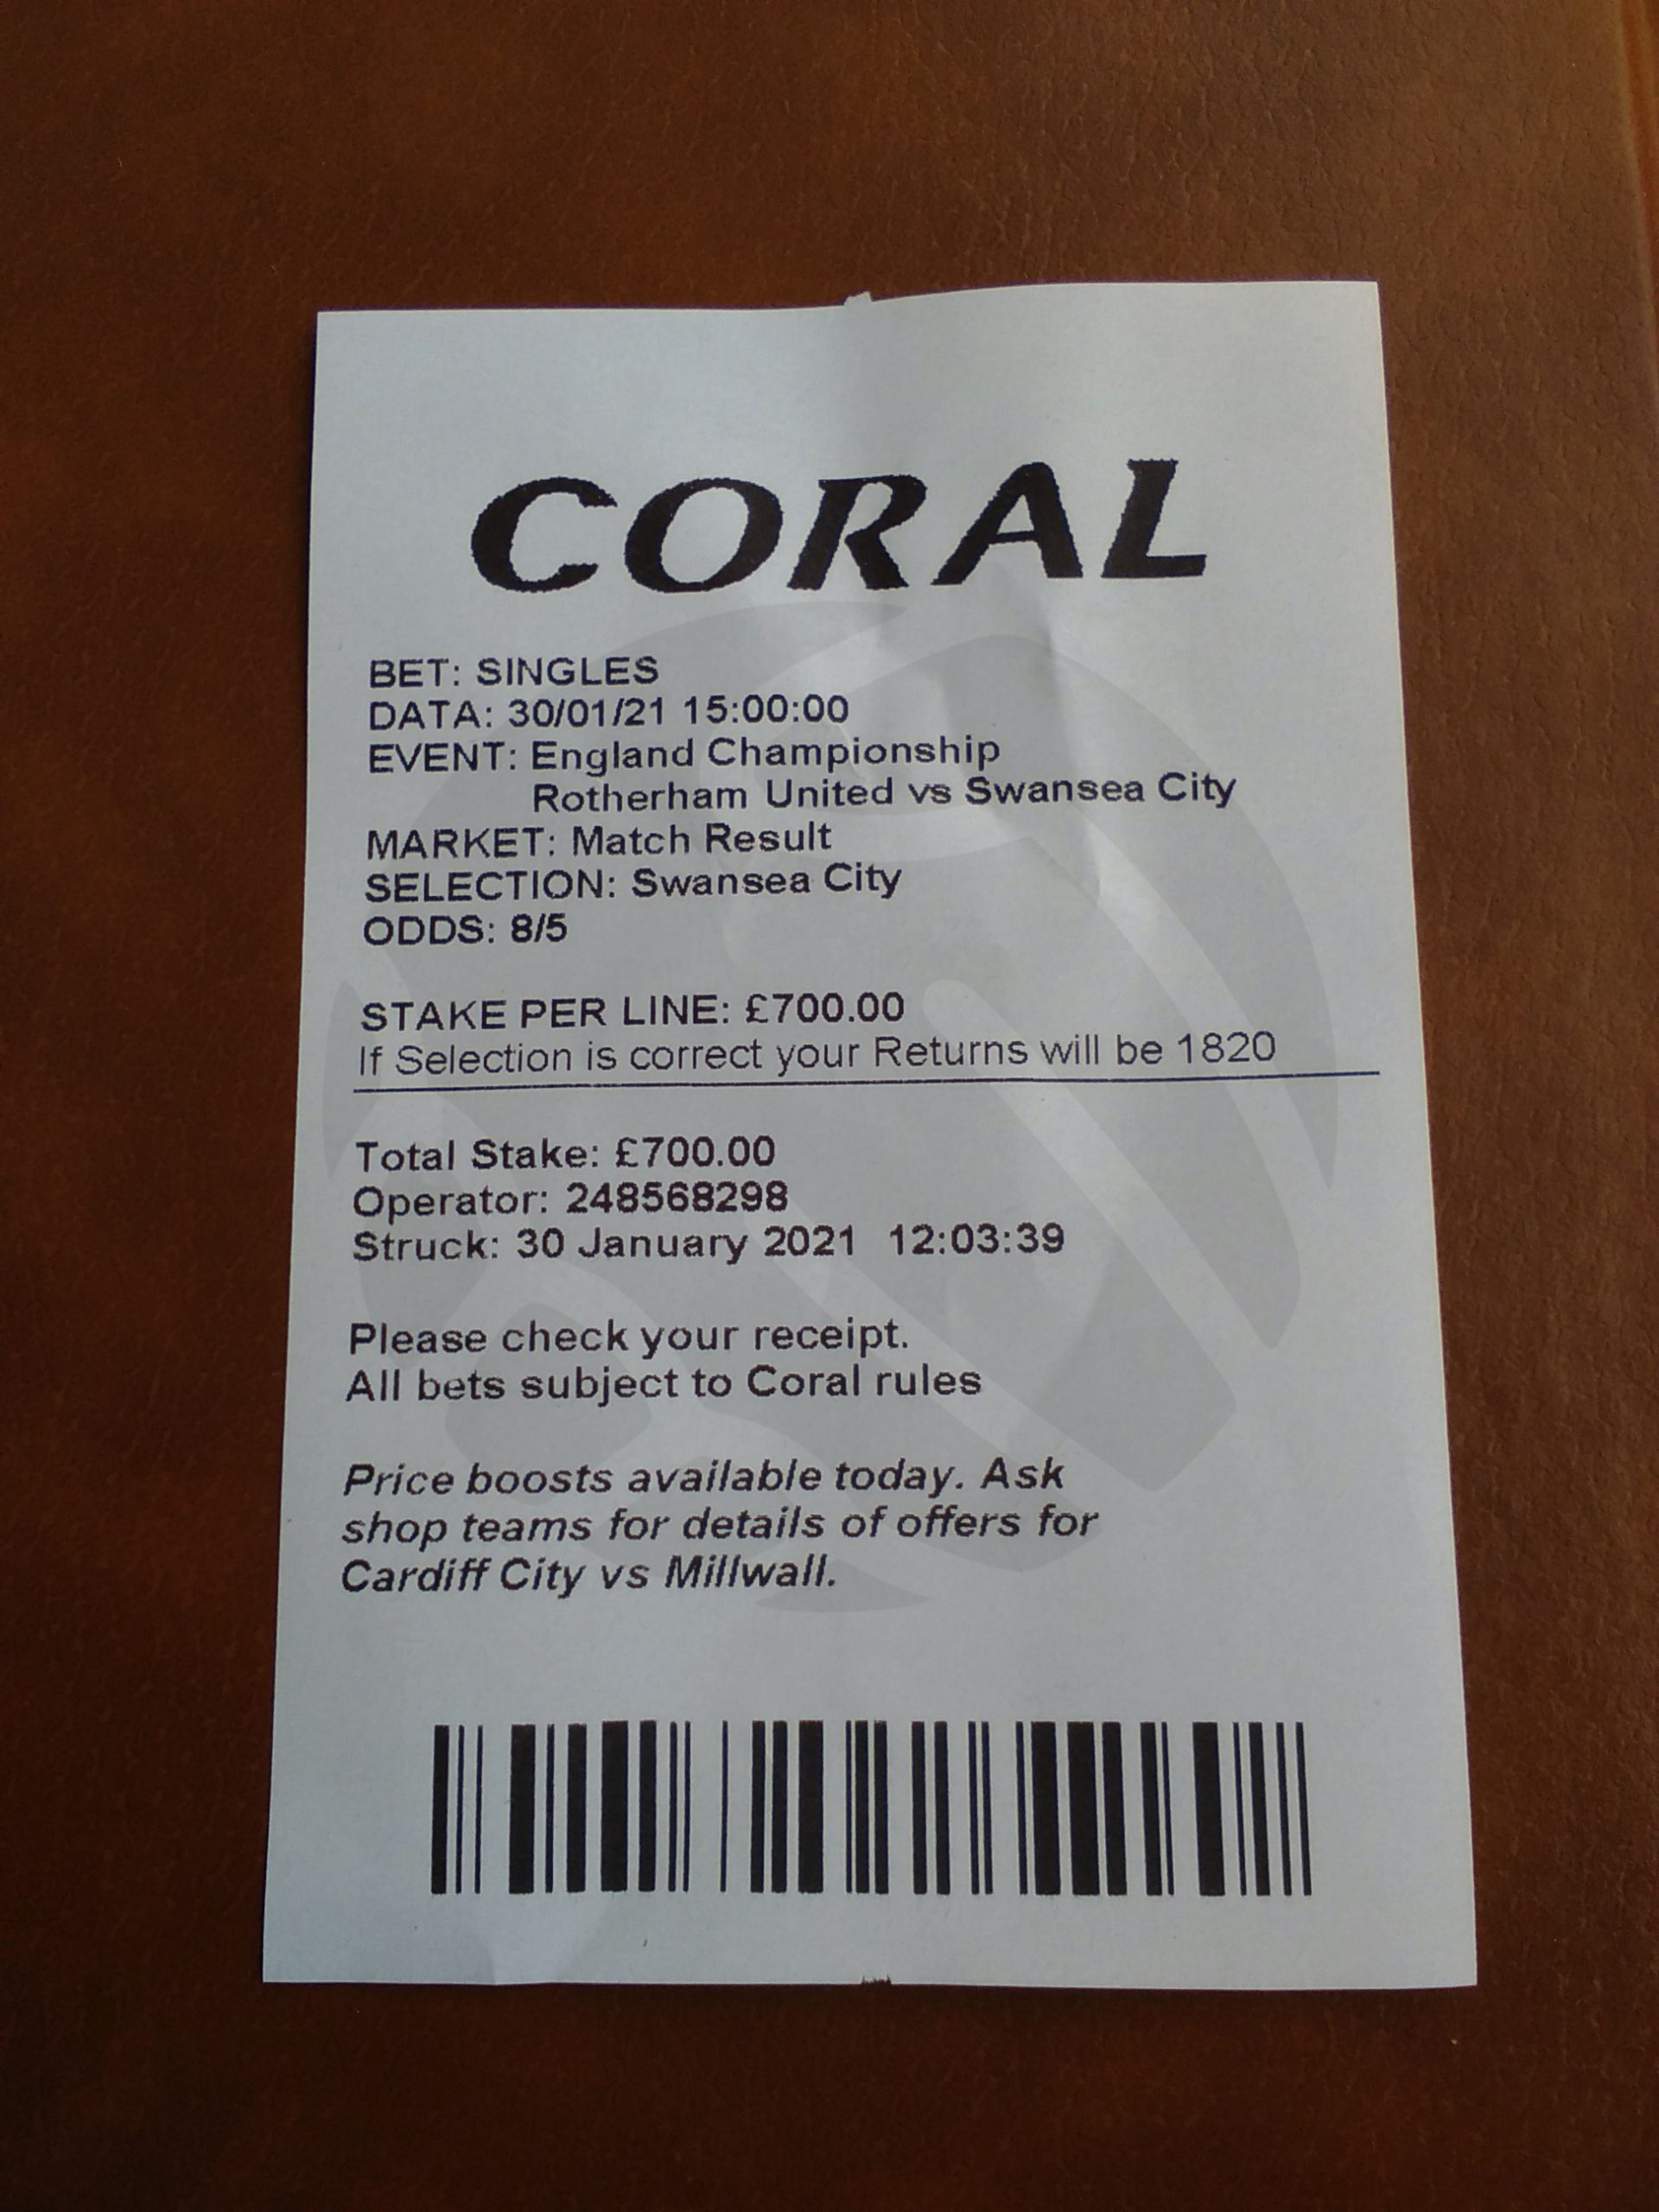 CORAL
BET: SINGLES
DATA: 30/01/21 15:00:00
EVENT: England Championship
Rotherham United vs Swansea City
MARKET: Match Result
SELECTION: Swansea City
ODDS: 8/5
STAKE PER LINE: £700.00
If Selection is correct your Returns will be 1820
Total Stake: £700.00
Operator: 248568298
Struck: 30 January 2021 12:03:39
Please check your receipt.
All bets subject to Coral rules
Price boosts available today. Ask
shop teams for details of offers for
Cardiff City vs Millwall.